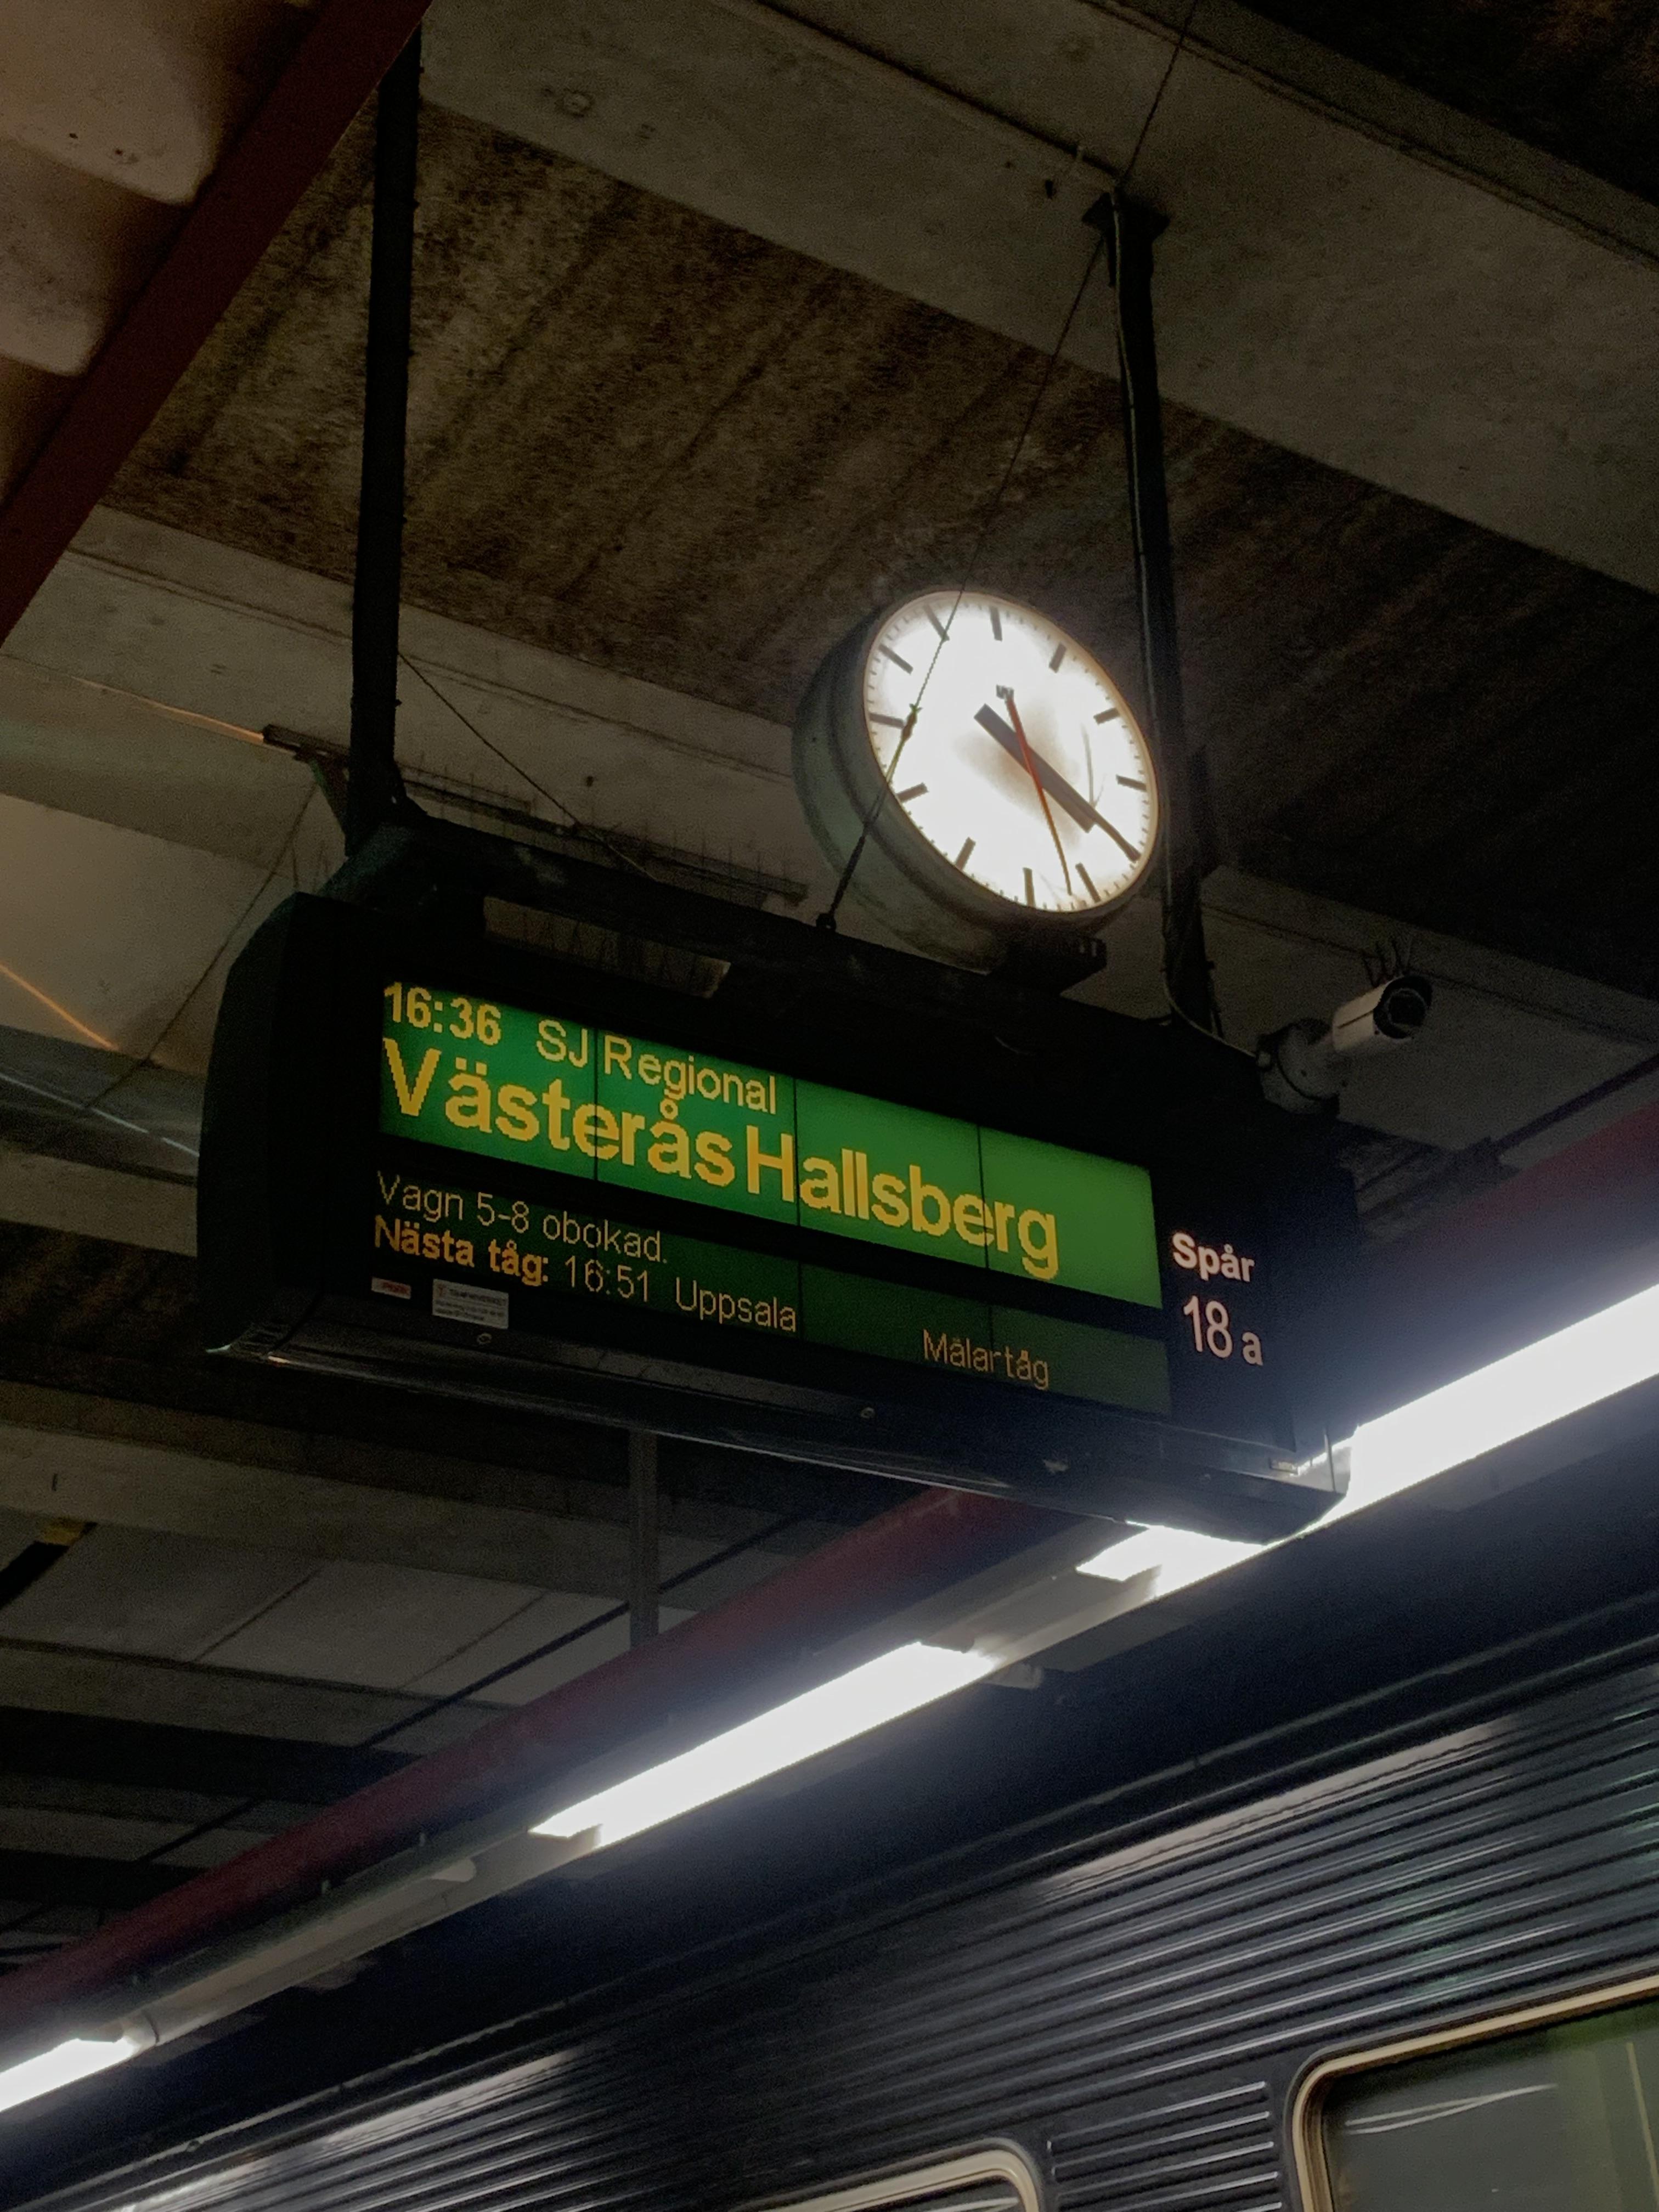 16:36 SJ Regional
Västerås Hallsberg
Vagn 5-8 obokad.
Nästa tåg: 16:51 Uppsala
Mälartåg
Spår
18 a